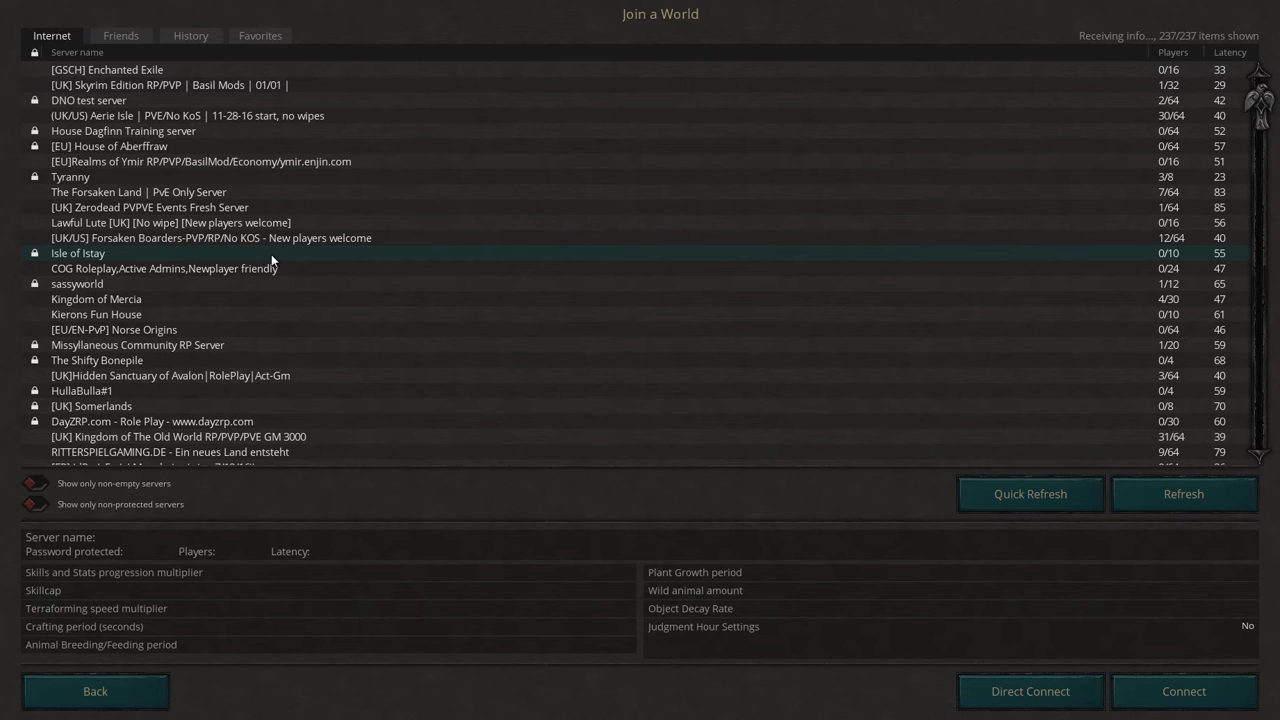 Join a World
Internet Friends History Favorites Receiving info..., 237/237 items shown
Server name Players Latency
[GSCH] Enchanted Exile 0/16 33
[UK] Skyrim Edition RP/PVP | Basil Mods | 01/01 | 1/32 29
DNO test server 2/64 42
(UK/US) Aerie Isle | PVE/No KoS | 11-28-16 start, no wipes 30/64 40
House Dagfinn Training server 0/64 52
[EU] House of Aberffraw 0/64 57
[EU]Realms of Ymir RP/PVP/BasilMod/Economy/ymir.enjin.com 0/16 51
Tyranny 3/8 23
The Forsaken Land | PvE Only Server 7/64 83
[UK] Zerodead PVPVE Events Fresh Server 1/64 85
Lawful Lute [UK] [No wipe] [New players welcome] 0/16 56
[UK/US] Forsaken Boarders-PVP/RP/No KOS - New players welcome 12/64 40
Isle of Istay 0/10 55
COG Roleplay,Active Admins,Newplayer friendly 0/24 47
sassyworld 1/12 65
Kingdom of Mercia 4/30 47
Kierons Fun House 0/10 61
[EU/EN-PvP] Norse Origins 0/64 46
Missyllaneous Community RP Server 1/20 59
The Shifty Bonepile 0/4 68
[UK]Hidden Sanctuary of Avalon|RolePlay|Act-Gm 3/64 40
HullaBulla#1 0/4 59
[UK] Somerlands 0/8 70
DayZRP.com - Role Play - www.dayzrp.com 0/30 60
[UK] Kingdom of The Old World RP/PVP/PVE GM 3000 31/64 39
RITTERSPIELGAMING.DE - Ein neues Land entsteht 9/64 79
Show only non-empty servers
Show only non-protected servers
Quick Refresh Refresh
Server name:
Password protected: Players: Latency:
Skills and Stats progression multiplier Plant Growth period
Skillcap Wild animal amount
Terraforming speed multiplier Object Decay Rate
Crafting period (seconds) Judgment Hour Settings No
Animal Breeding/Feeding period
Back Direct Connect Connect